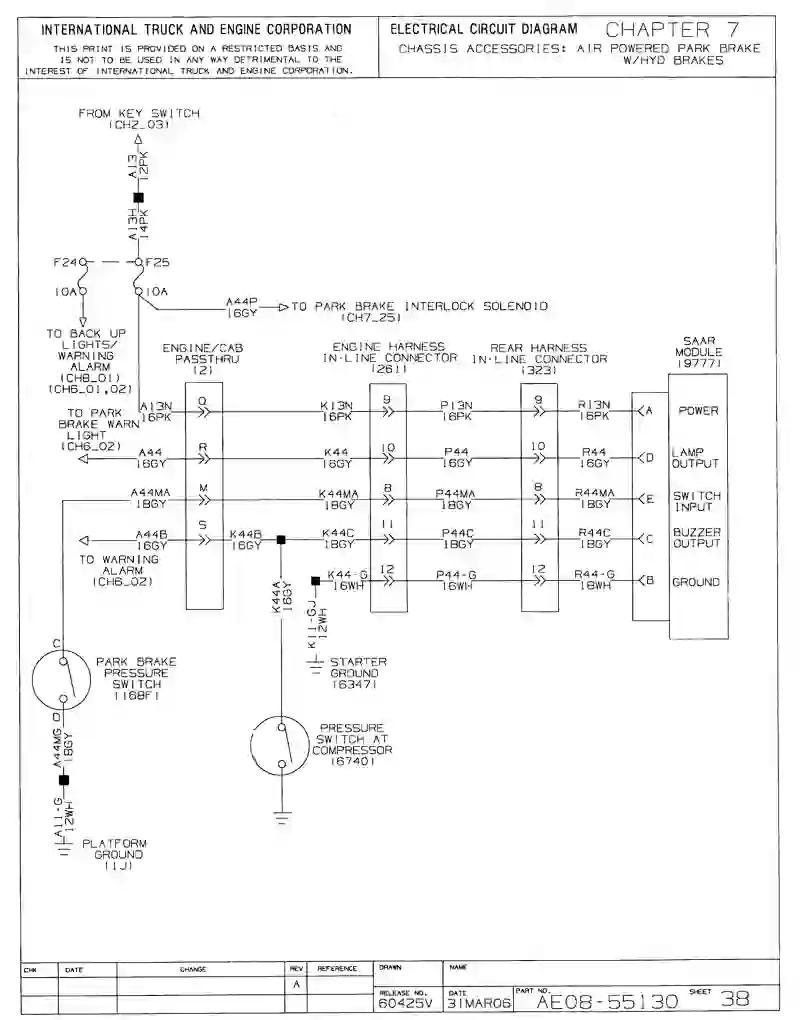 INTERNATIONAL TRUCK AND ENGINE CORPORATION
THIS PRINT IS PROVIDED ON A RESTRICTED BASIS AND
IS NOT TO BE USED IN ANY WAY DETRIMENTAL TO THE
INTEREST OF INTERNATIONAL TRUCK AND ENGINE CORPORATION.
ELECTRICAL CIRCUIT DIAGRAM CHAPTER 7
CHASSIS ACCESSORIES: AIR POWERED PARK BRAKE
W/HYD BRAKES
FROM KEY SWITCH
(CH2_03)
A13
12PK
A13H
14PK
F24
F25
10A
10A
A44P
16GY
TO PARK BRAKE INTERLOCK SOLENOID
(CH7_25)
TO BACK UP
LIGHTS/
WARNING
ALARM
(CH8_01)
(CH6_01,02)
ENGINE/CAB
PASSTHRU
(2)
ENGINE HARNESS
IN-LINE CONNECTOR
(261)
REAR HARNESS
IN-LINE CONNECTOR
(323)
SAAR
MODULE
(9777)
TO PARK
BRAKE WARN
LIGHT
(CH6_02)
A13N
16PK
Q
K13N
16PK
9
P13N
16PK
9
R13N
16PK
A
POWER
A44
16GY
R
K44
16GY
10
P44
16GY
10
R44
16GY
D
LAMP
OUTPUT
A44MA
18GY
M
K44MA
18GY
8
P44MA
18GY
8
R44MA
18GY
E
SWITCH
INPUT
A44B
16GY
S
K44B
16GY
K44C
18GY
11
P44C
18GY
11
R44C
18GY
C
BUZZER
OUTPUT
TO WARNING
ALARM
(CH6_02)
K44-G
16WH
12
P44-G
16WH
12
R44-G
18WH
B
GROUND
K44A
16GY
K11-GJ
12WH
STARTER
GROUND
(6347)
C
PARK BRAKE
PRESSURE
SWITCH
(168F)
D
A44MG
18GY
A11-G
12WH
PLATFORM
GROUND
(1J)
PRESSURE
SWITCH AT
COMPRESSOR
(6740)
CHK
DATE
CHANGE
REV
REFERENCE
A
DRAWN
NAME
RELEASE NO.
60425V
DATE
31MAR06
PART NO.
AE08-55130
SHEET
38